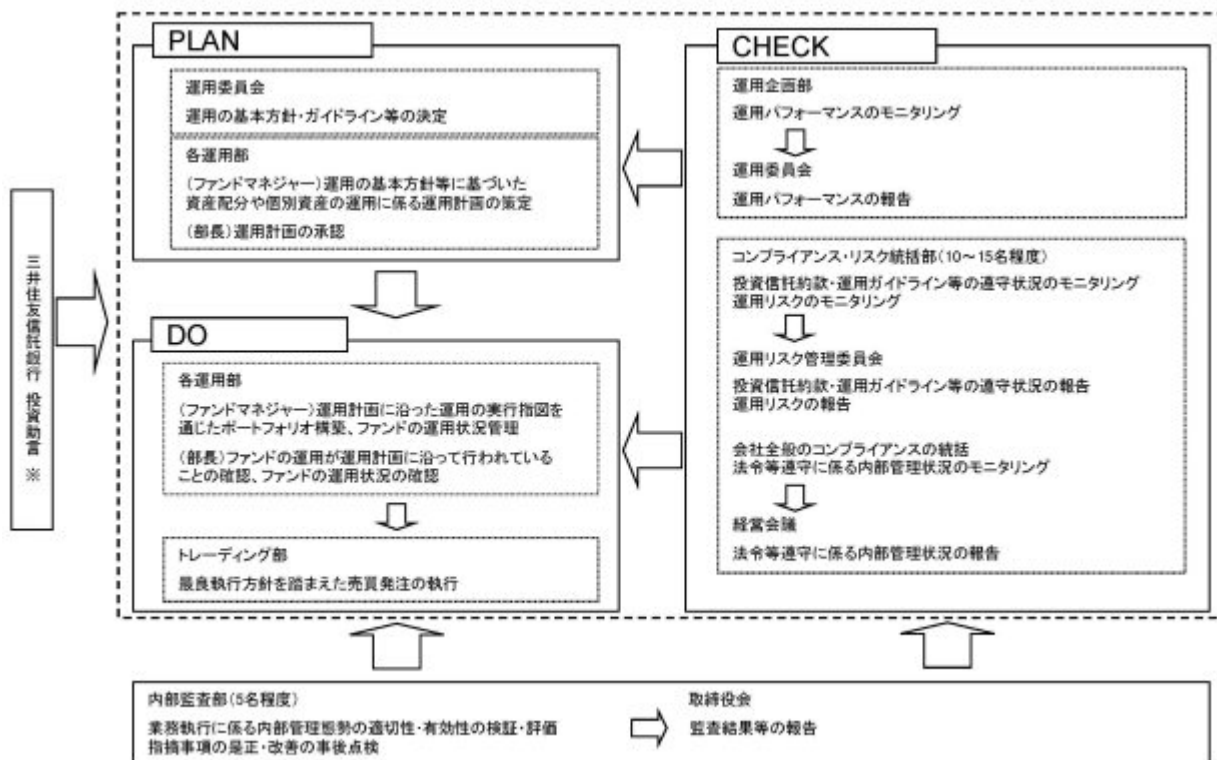 三井住友信託銀行 投資助言 ※
PLAN
運用委員会
運用の基本方針・ガイドライン等の決定
各運用部
(ファンドマネジャー)運用の基本方針等に基づいた
資産配分や個別資産の運用に係る運用計画の策定
(部長)運用計画の承認
DO
各運用部
(ファンドマネジャー)運用計画に沿った運用の実行指図を
通じたポートフォリオ構築、ファンドの運用状況管理
(部長)ファンドの運用が運用計画に沿って行われている
ことの確認、ファンドの運用状況の確認
トレーディング部
最良執行方針を踏まえた売買発注の執行
CHECK
運用企画部
運用パフォーマンスのモニタリング
運用委員会
運用パフォーマンスの報告
コンプライアンス・リスク統括部(10～15名程度)
投資信託約款・運用ガイドライン等の遵守状況のモニタリング
運用リスクのモニタリング
運用リスク管理委員会
投資信託約款・運用ガイドライン等の遵守状況の報告
運用リスクの報告
会社全般のコンプライアンスの統括
法令等遵守に係る内部管理状況のモニタリング
経営会議
法令等遵守に係る内部管理状況の報告
内部監査部(5名程度)
業務執行に係る内部管理態勢の適切性・有効性の検証・評価
指摘事項の是正・改善の事後点検
取締役会
監査結果等の報告